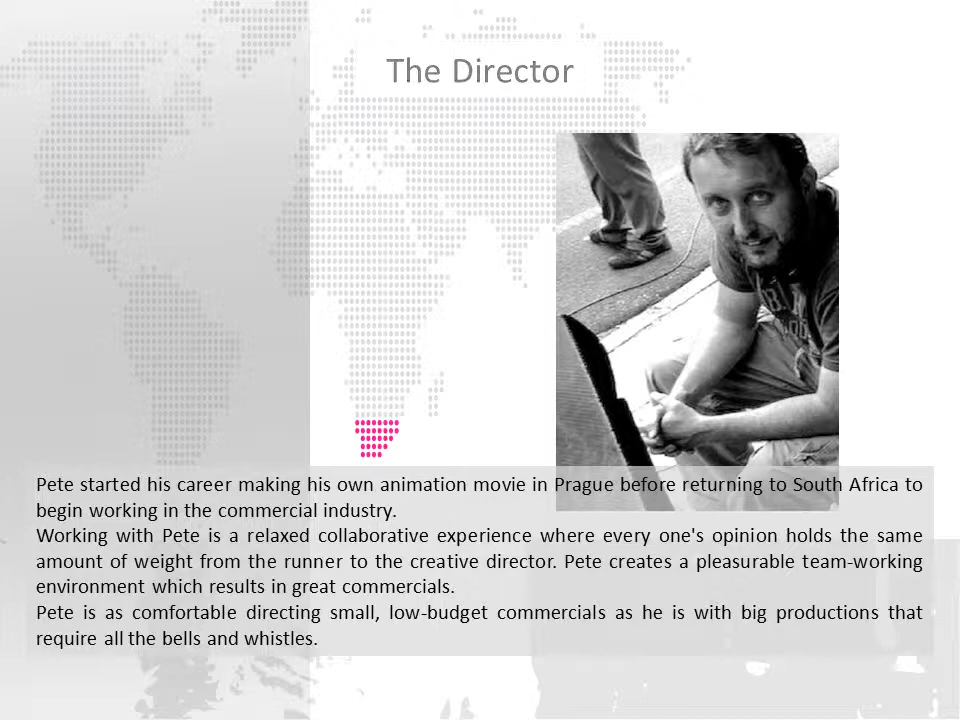 The Director
Pete started his career making his own animation movie in Prague before returning to South Africa to
begin working in the commercial industry.
Working with Pete is a relaxed collaborative experience where every one's opinion holds the same
amount of weight from the runner to the creative director. Pete creates a pleasurable team-working
environment which results in great commercials.
Pete is as comfortable directing small, low-budget commercials as he is with big productions that
require all the bells and whistles.